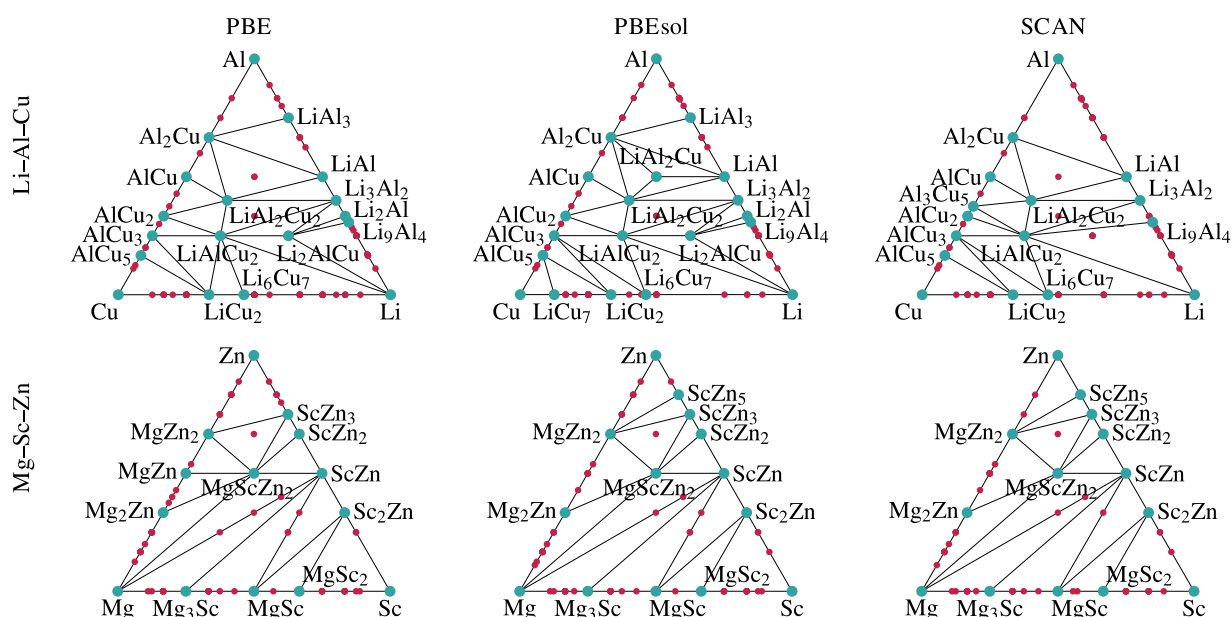 PBE PBEsol SCAN
Li–Al–Cu
Al Al Al
LiAl₃ LiAl₃
Al₂Cu Al₂Cu Al₂Cu
LiAl₂Cu
LiAl LiAl LiAl
AlCu AlCu AlCu
Li₃Al₂ Li₃Al₂ Al₃Cu₅ Li₃Al₂
AlCu₂ LiAl₂Cu₂ Li₂Al AlCu₂ LiAl₂Cu₂ Li₂Al AlCu₂ LiAl₂Cu₂
AlCu₃ Li₉Al₄ AlCu₃ Li₉Al₄ AlCu₃ Li₉Al₄
AlCu₅ LiAlCu₂ Li₂AlCu AlCu₅ LiAlCu₂ Li₂AlCu AlCu₅ LiAlCu₂
Li₆Cu₇ Li₆Cu₇ Li₆Cu₇
Cu LiCu₂ Li Cu LiCu₇ LiCu₂ Li Cu LiCu₂ Li
Mg–Sc–Zn
Zn Zn Zn
ScZn₅ ScZn₅
ScZn₃ ScZn₃ ScZn₃
MgZn₂ ScZn₂ MgZn₂ ScZn₂ MgZn₂ ScZn₂
MgZn ScZn ScZn ScZn
MgScZn₂ MgScZn₂ MgScZn₂
Mg₂Zn Sc₂Zn Mg₂Zn Sc₂Zn Mg₂Zn Sc₂Zn
MgSc₂ MgSc₂ MgSc₂
Mg Mg₃Sc MgSc Sc Mg Mg₃Sc MgSc Sc Mg Mg₃Sc MgSc Sc